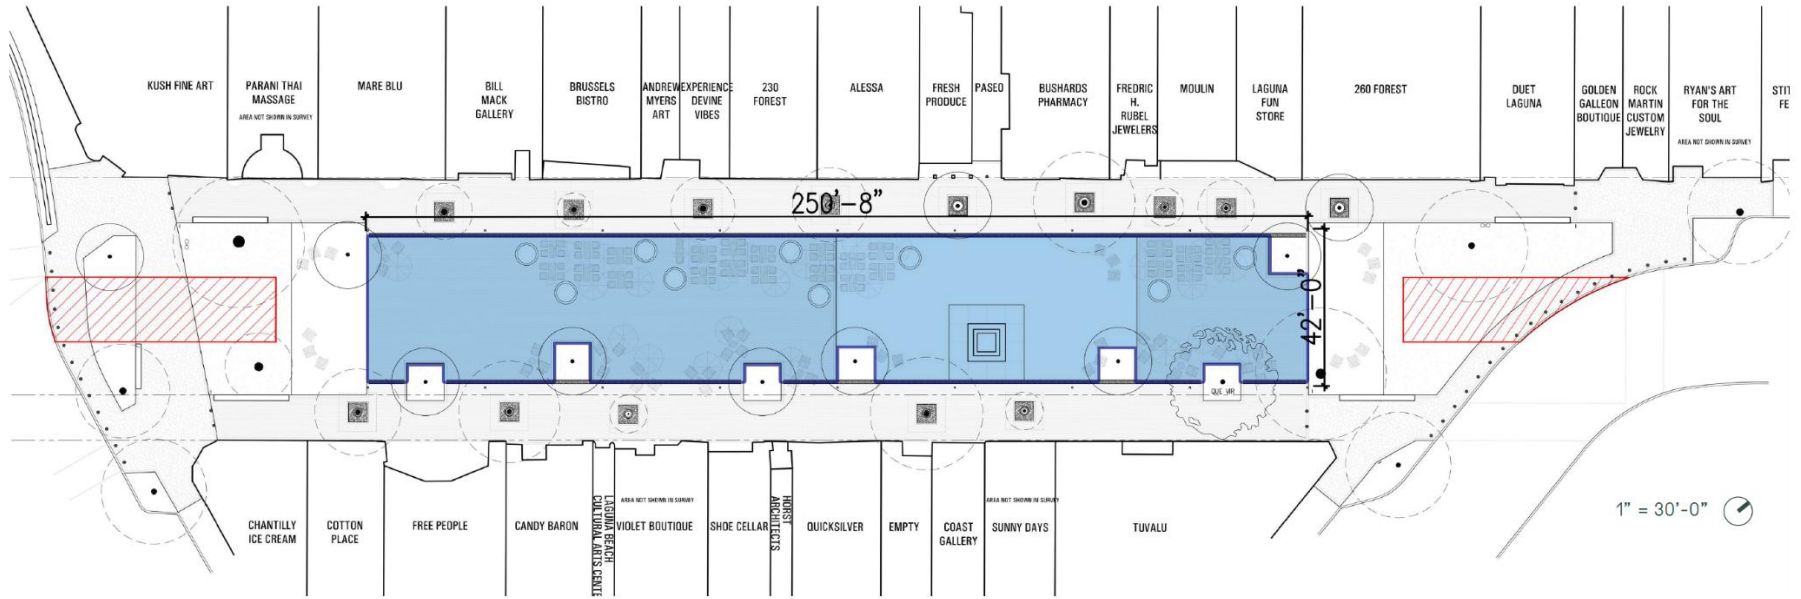 KUSH FINE ART
PARANI THAI
MASSAGE
AREA NOT SHOWN IN SURVEY
MARE BLU
BILL
MACK
GALLERY
BRUSSELS
BISTRO
ANDREW
MYERS
ART
EXPERIENCE
DEVINE
VIBES
230
FOREST
ALESSA
FRESH
PRODUCE
PASEO
BUSHARDS
PHARMACY
FREDRIC
H.
RUBEL
JEWELERS
MOULIN
LAGUNA
FUN
STORE
260 FOREST
DUET
LAGUNA
GOLDEN
GALLEON
BOUTIQUE
ROCK
MARTIN
CUSTOM
JEWELRY
RYAN'S ART
FOR THE
SOUL
AREA NOT SHOWN IN SURVEY
STIT
FE
250'-8"
42'-0"
QUE VIR
CHANTILLY
ICE CREAM
COTTON
PLACE
FREE PEOPLE
CANDY BARON
LAGUNA BEACH
CULTURAL ARTS CENTE
AREA NOT SHOWN IN SURVEY
VIOLET BOUTIQUE
SHOE CELLAR
HORST
ARCHITECTS
QUICKSILVER
EMPTY
COAST
GALLERY
AREA NOT SHOWN IN SURVEY
SUNNY DAYS
TUVALU
1" = 30'-0"